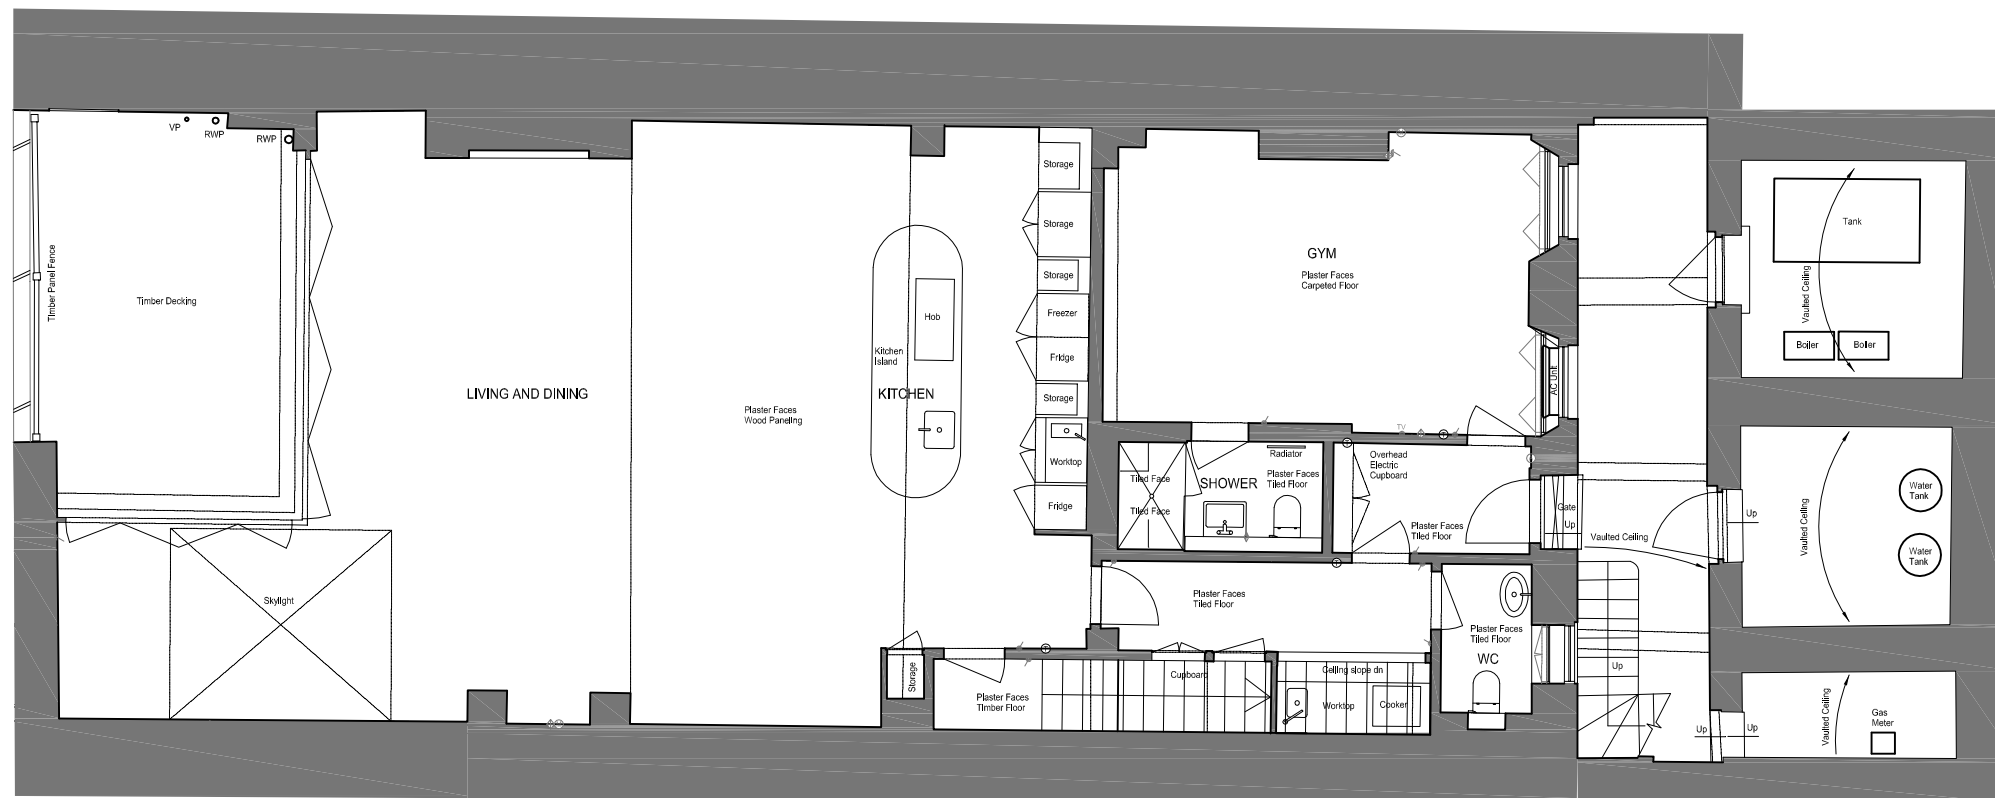 VP
RWP
RWP
Timber Panel Fence
Timber Decking
Skylight
LIVING AND DINING
Plaster Faces
Wood Paneling
Kitchen
Island
Hob
KITCHEN
Storage
Storage
Storage
Freezer
Fridge
Storage
Worktop
Fridge
Storage
GYM
Plaster Faces
Carpeted Floor
AC Unit
TV
Tiled Face
Tiled Face
SHOWER
Radiator
Plaster Faces
Tiled Floor
Overhead
Electric
Cupboard
Plaster Faces
Tiled Floor
Gate
Up
Vaulted Ceiling
Plaster Faces
Tiled Floor
Plaster Faces
Tiled Floor
WC
Plaster Faces
Timber Floor
Cupboard
Ceiling slope dn
Worktop
Cooker
Up
Tank
Vaulted Ceiling
Boiler
Boiler
Up
Vaulted Ceiling
Water
Tank
Water
Tank
Up
Up
Vaulted Ceiling
Gas
Meter